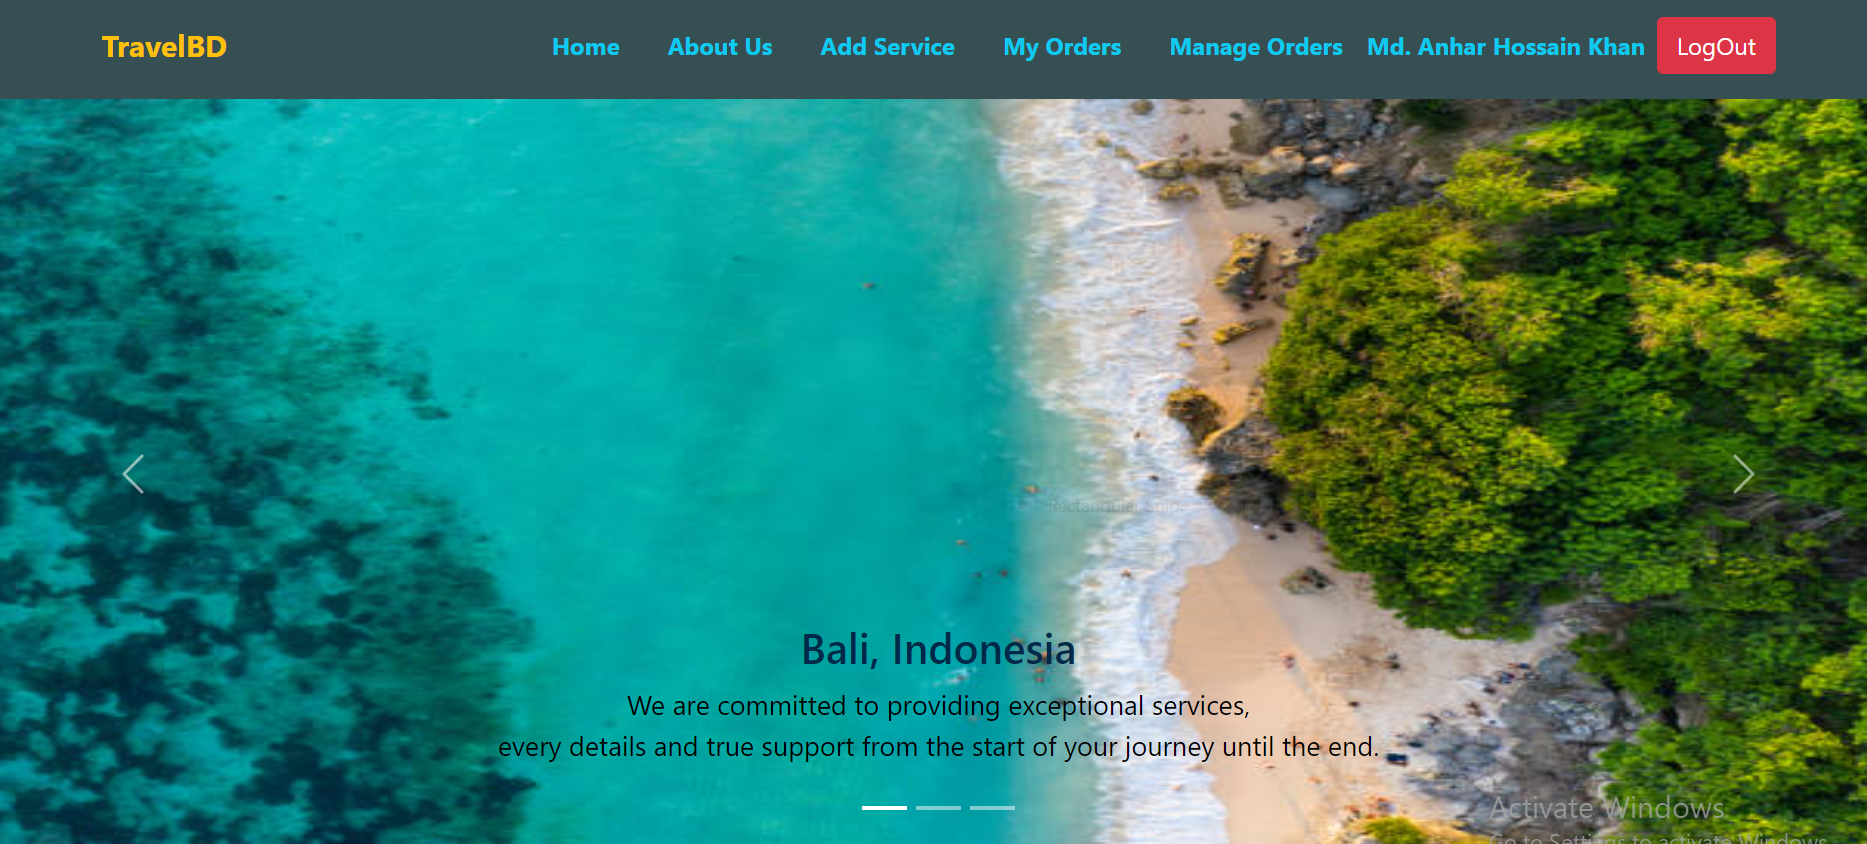 TravelBD
Home About Us Add Service My Orders Manage Orders Md. Anhar Hossain Khan LogOut
Rectangular Snip
Bali, Indonesia
We are committed to providing exceptional services,
every details and true support from the start of your journey until the end.
Activate Windows
Go to Settings to activate Windows.